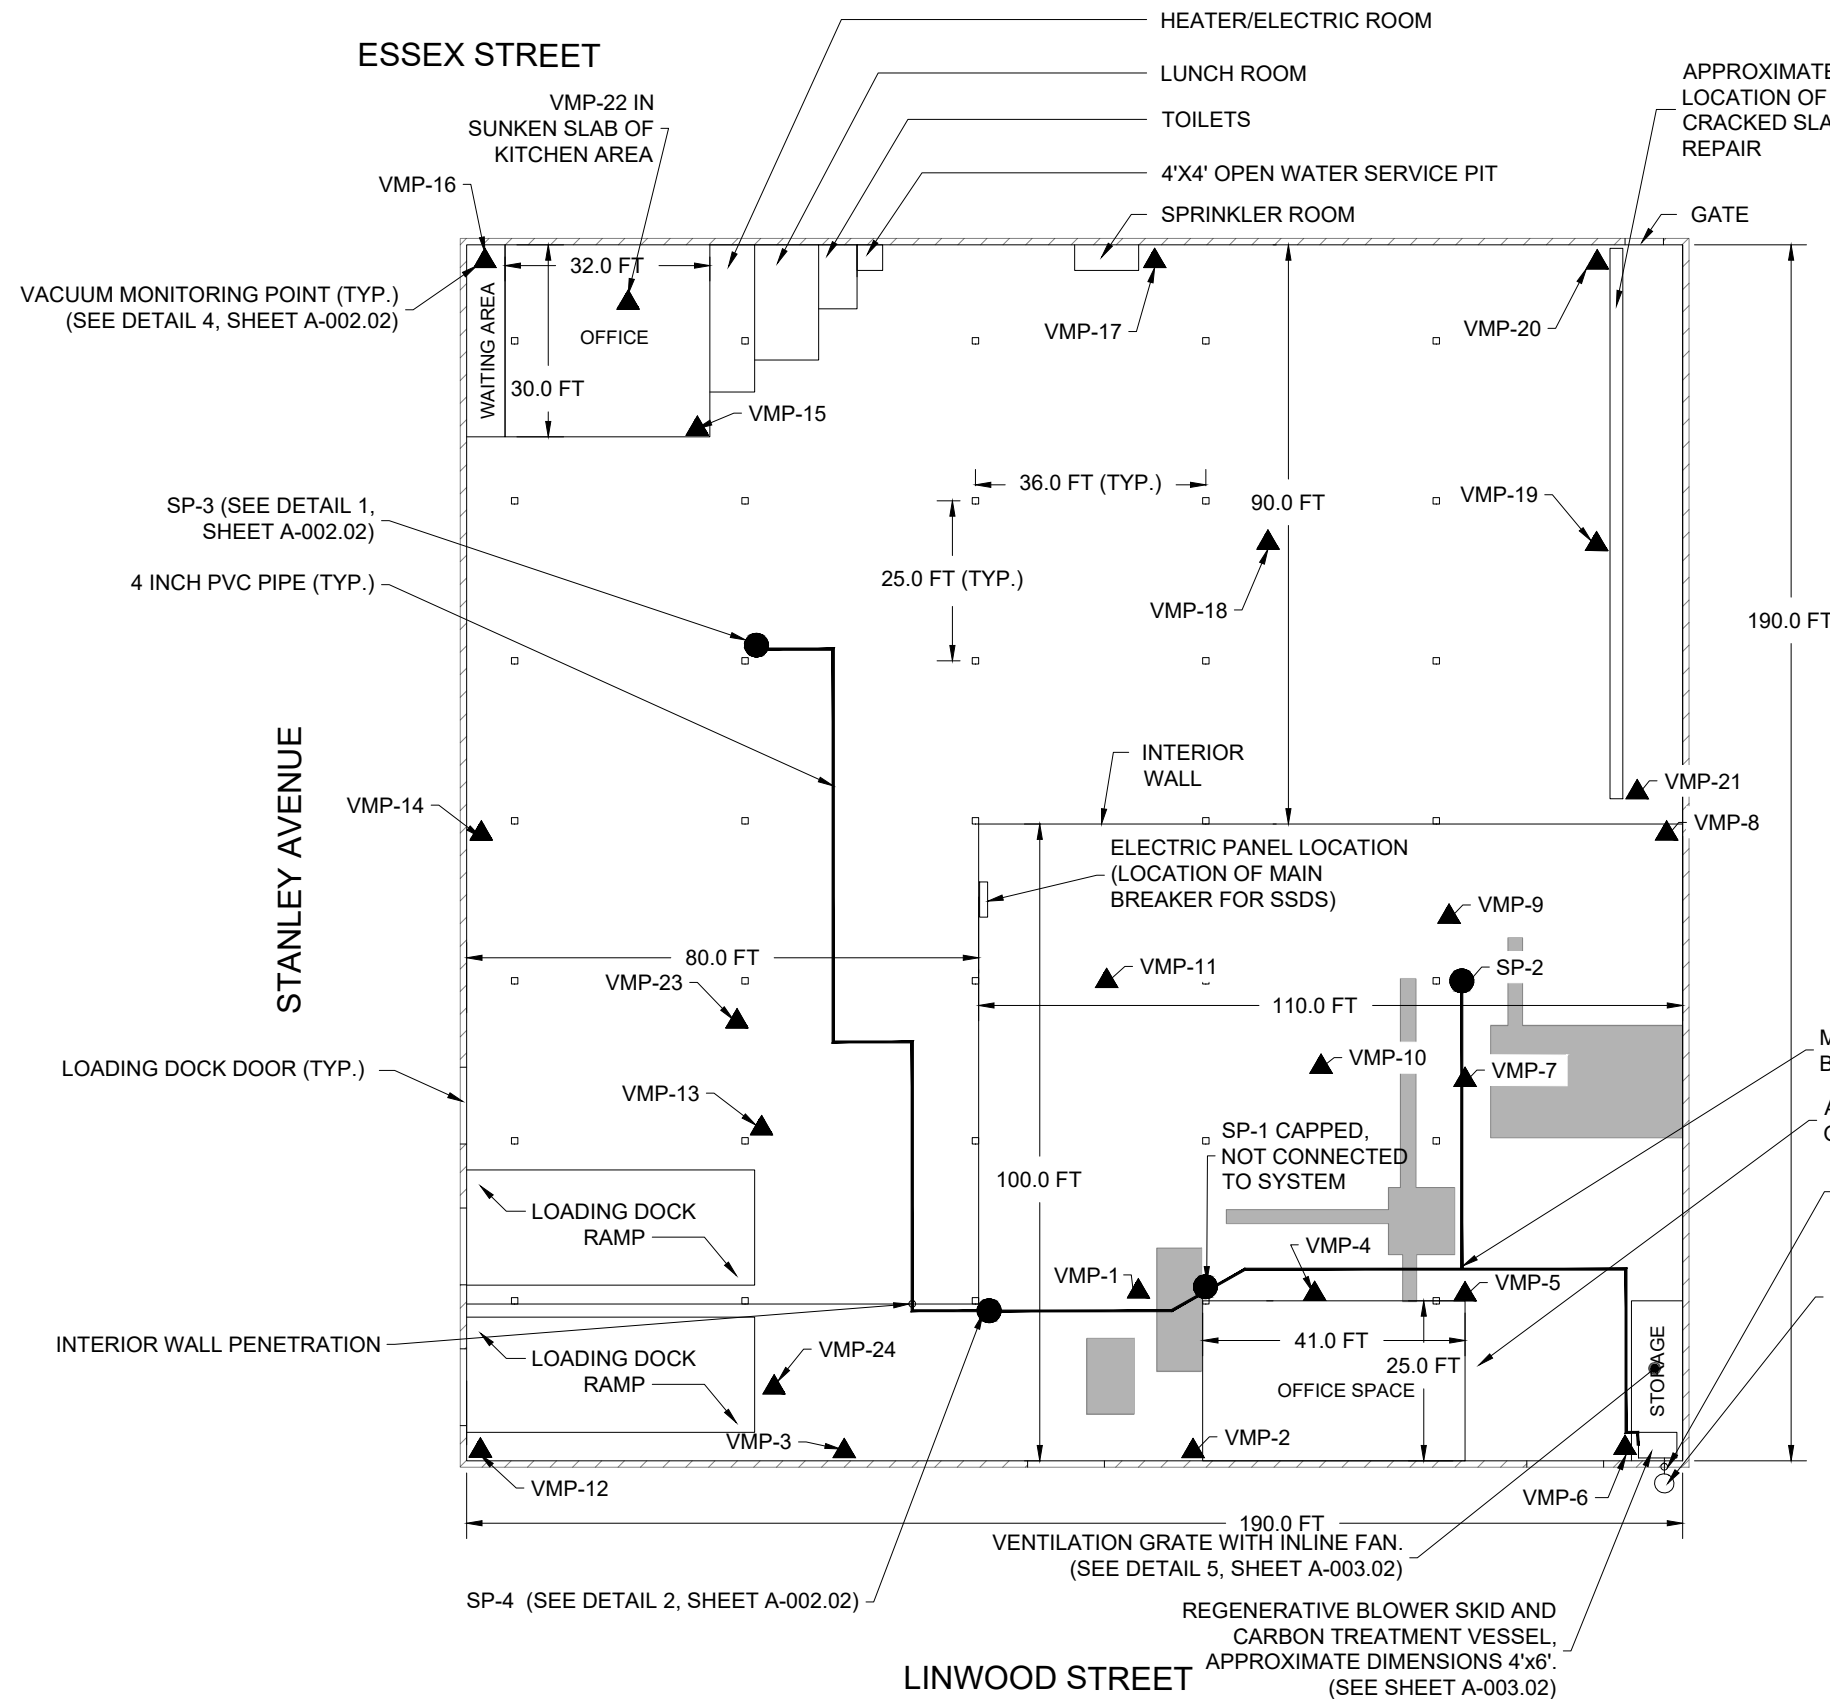 HEATER/ELECTRIC ROOM
ESSEX STREET
LUNCH ROOM
APPROXIMATE
LOCATION OF
CRACKED SLA
REPAIR
VMP-22 IN
SUNKEN SLAB OF
KITCHEN AREA
TOILETS
4'X4' OPEN WATER SERVICE PIT
VMP-16
SPRINKLER ROOM
GATE
32.0 FT
VACUUM MONITORING POINT (TYP.)
(SEE DETAIL 4, SHEET A-002.02)
WAITING AREA
OFFICE
VMP-17
VMP-20
30.0 FT
VMP-15
SP-3 (SEE DETAIL 1,
SHEET A-002.02)
36.0 FT (TYP.)
90.0 FT
VMP-19
4 INCH PVC PIPE (TYP.)
25.0 FT (TYP.)
VMP-18
190.0 FT
STANLEY AVENUE
INTERIOR
WALL
VMP-21
VMP-14
VMP-8
ELECTRIC PANEL LOCATION
(LOCATION OF MAIN
BREAKER FOR SSDS)
VMP-9
80.0 FT
VMP-11
SP-2
VMP-23
110.0 FT
LOADING DOCK DOOR (TYP.)
VMP-10
VMP-7
M
B
VMP-13
A
C
SP-1 CAPPED,
NOT CONNECTED
TO SYSTEM
100.0 FT
LOADING DOCK
RAMP
VMP-4
VMP-1
VMP-5
INTERIOR WALL PENETRATION
LOADING DOCK
RAMP
VMP-24
41.0 FT
25.0 FT
OFFICE SPACE
STORAGE
VMP-3
VMP-2
VMP-12
VMP-6
190.0 FT
VENTILATION GRATE WITH INLINE FAN.
(SEE DETAIL 5, SHEET A-003.02)
SP-4 (SEE DETAIL 2, SHEET A-002.02)
REGENERATIVE BLOWER SKID AND
CARBON TREATMENT VESSEL,
APPROXIMATE DIMENSIONS 4'x6'.
(SEE SHEET A-003.02)
LINWOOD STREET